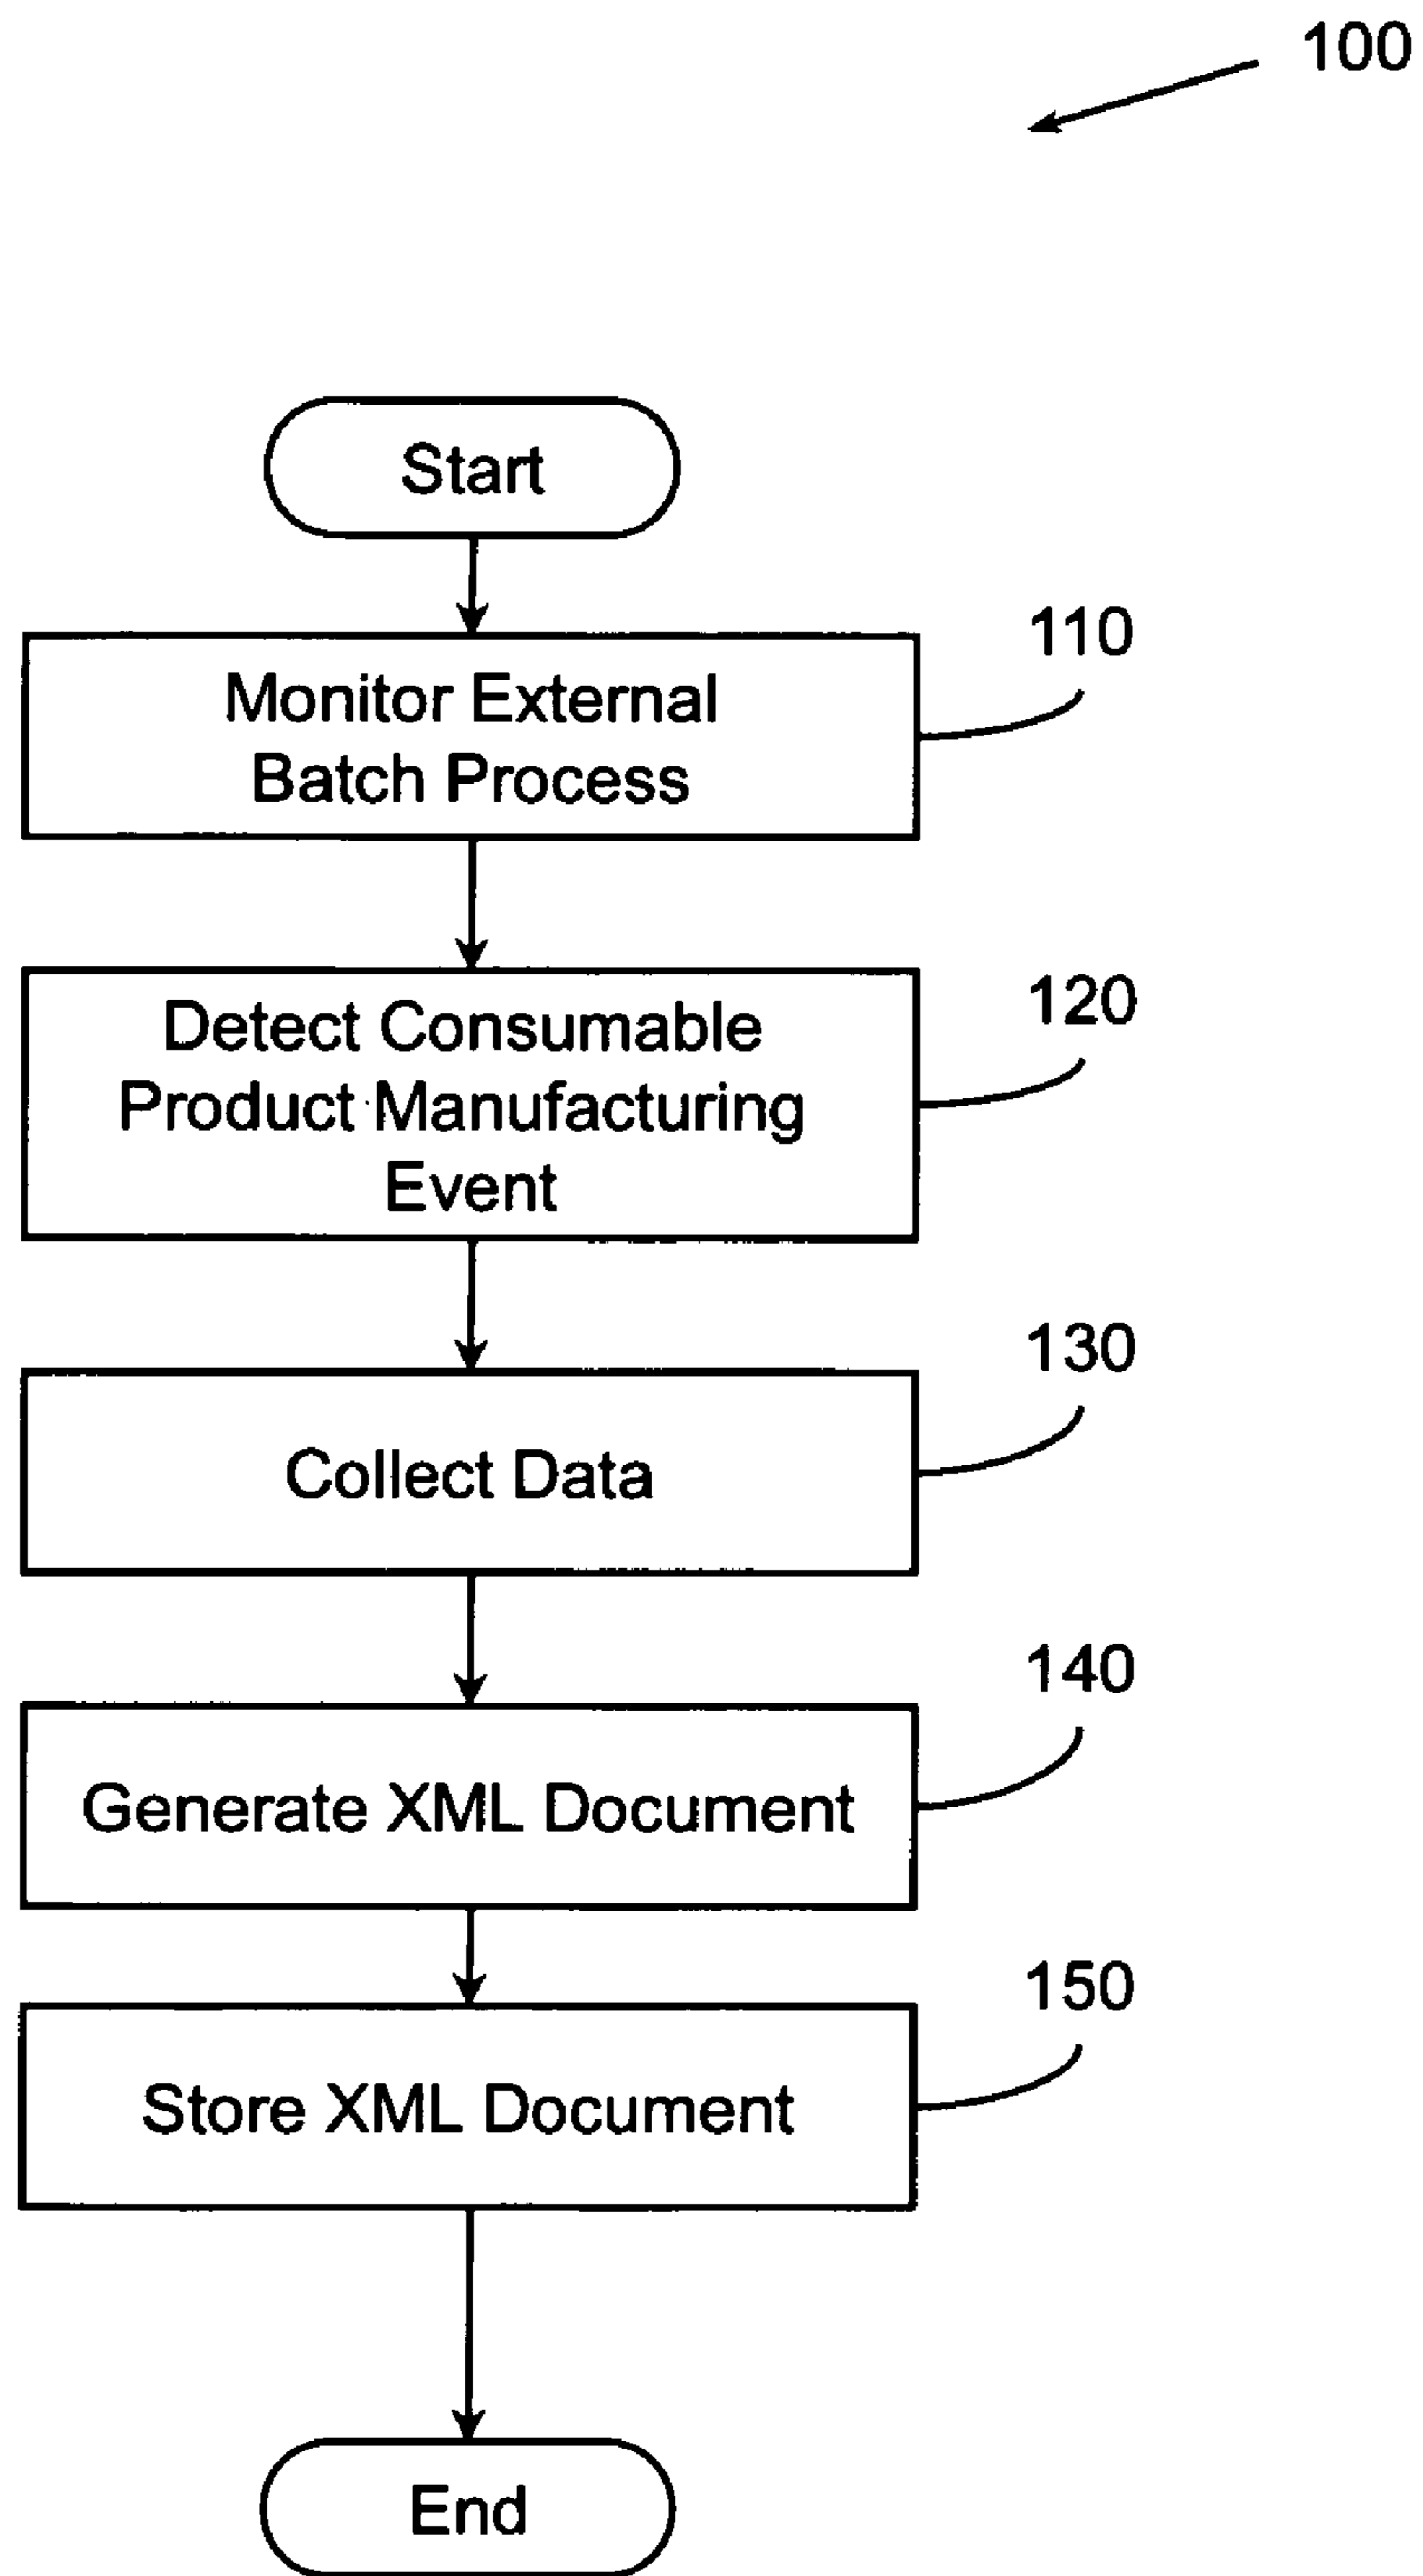 100
Start
110
Monitor External
Batch Process
120
Detect Consumable
Product Manufacturing
Event
130
Collect Data
140
Generate XML Document
150
Store XML Document
End